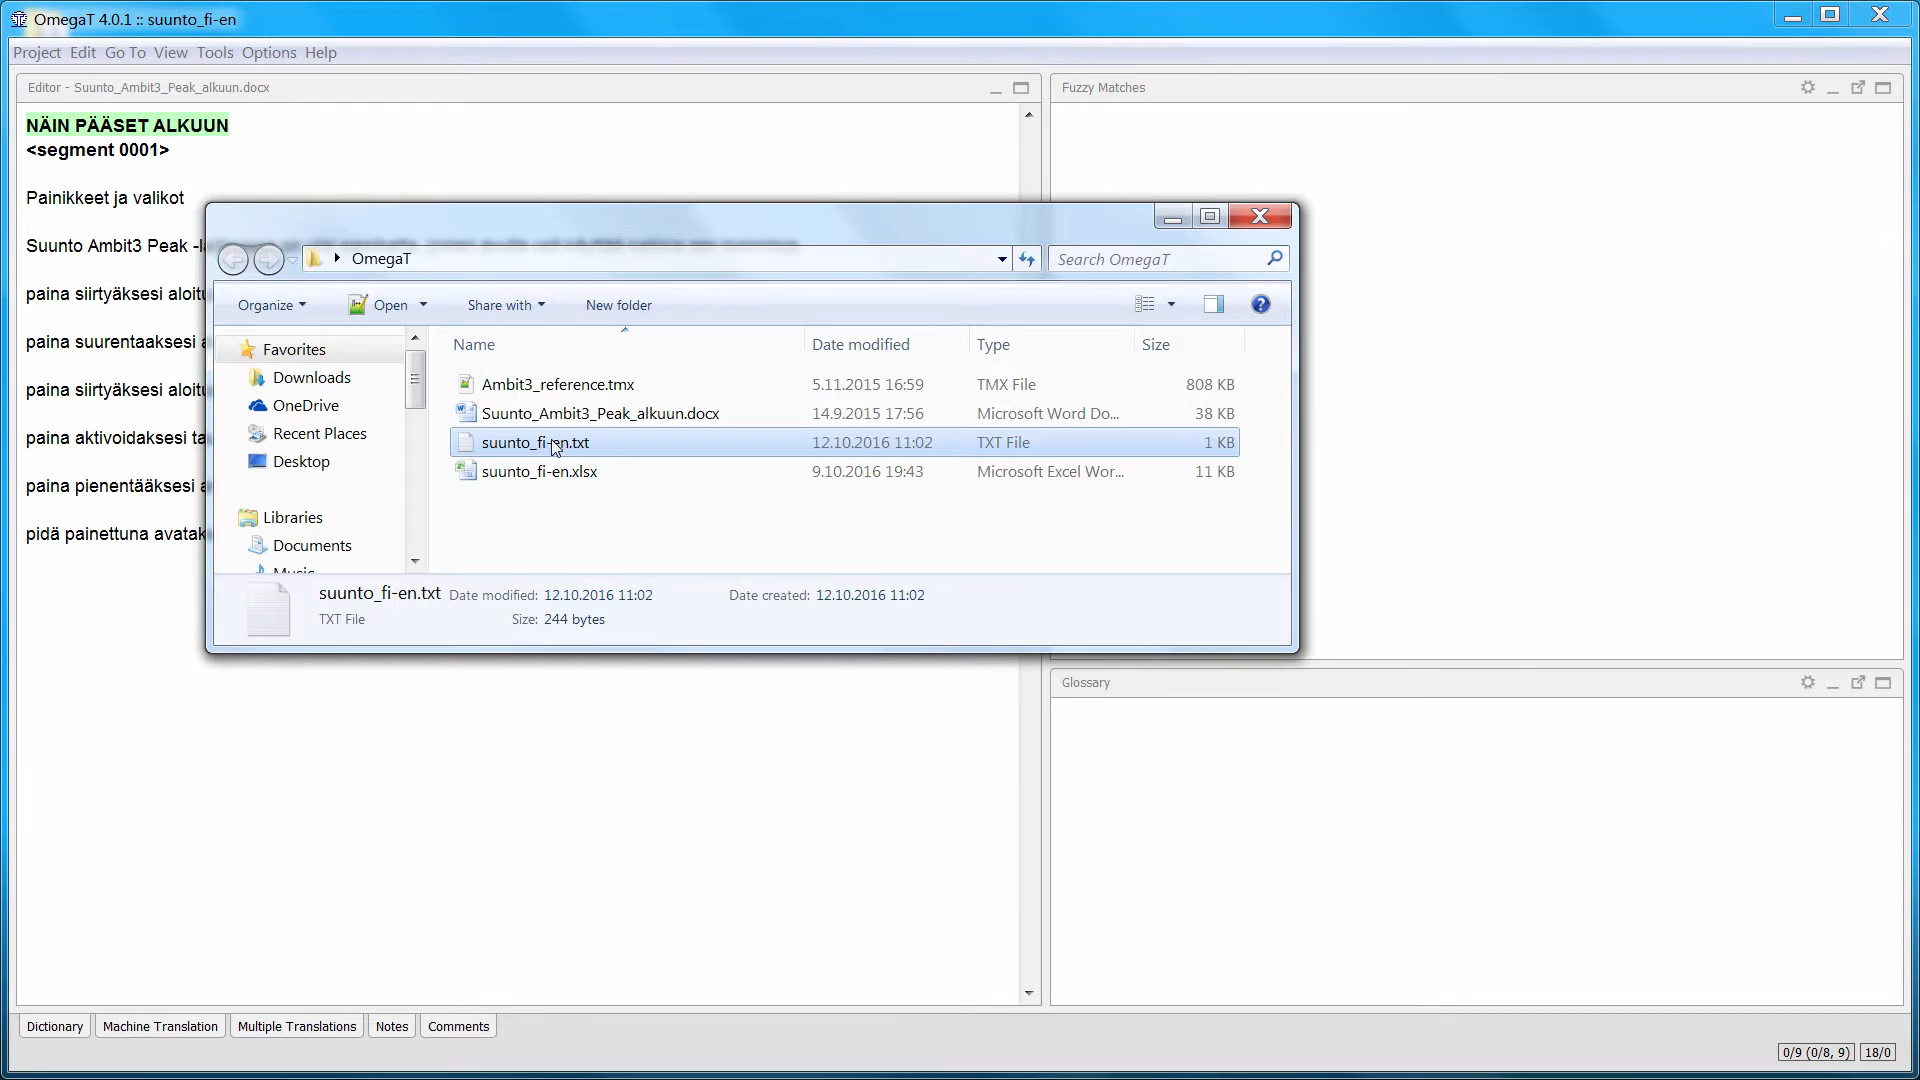 OmegaT 4.0.1 :: suunto_fi-en
Project Edit Go To View Tools Options Help
Editor - Suunto_Ambit3_Peak_alkuun.docx
Fuzzy Matches
NÄIN PÄÄSET ALKUUN
<segment 0001>
Painikkeet ja valikot
Suunto Ambit3 Peak
paina siirtyäksesi
paina suurentaaksesi
paina siirtyäksesi
paina aktivoidaksesi
paina pienentääksesi
pidä painettuna
OmegaT
Search OmegaT
Organize Open Share with New folder
Favorites
Downloads
OneDrive
Recent Places
Desktop
Libraries
Documents
Music
Name Date modified Type Size
Ambit3_reference.tmx 5.11.2015 16:59 TMX File 808 KB
Suunto_Ambit3_Peak_alkuun.docx 14.9.2015 17:56 Microsoft Word Do... 38 KB
suunto_fi-en.txt 12.10.2016 11:02 TXT File 1 KB
suunto_fi-en.xlsx 9.10.2016 19:43 Microsoft Excel Wor... 11 KB
suunto_fi-en.txt Date modified: 12.10.2016 11:02 Date created: 12.10.2016 11:02
TXT File Size: 244 bytes
Glossary
Dictionary Machine Translation Multiple Translations Notes Comments
0/9 (0/8, 9) 18/0